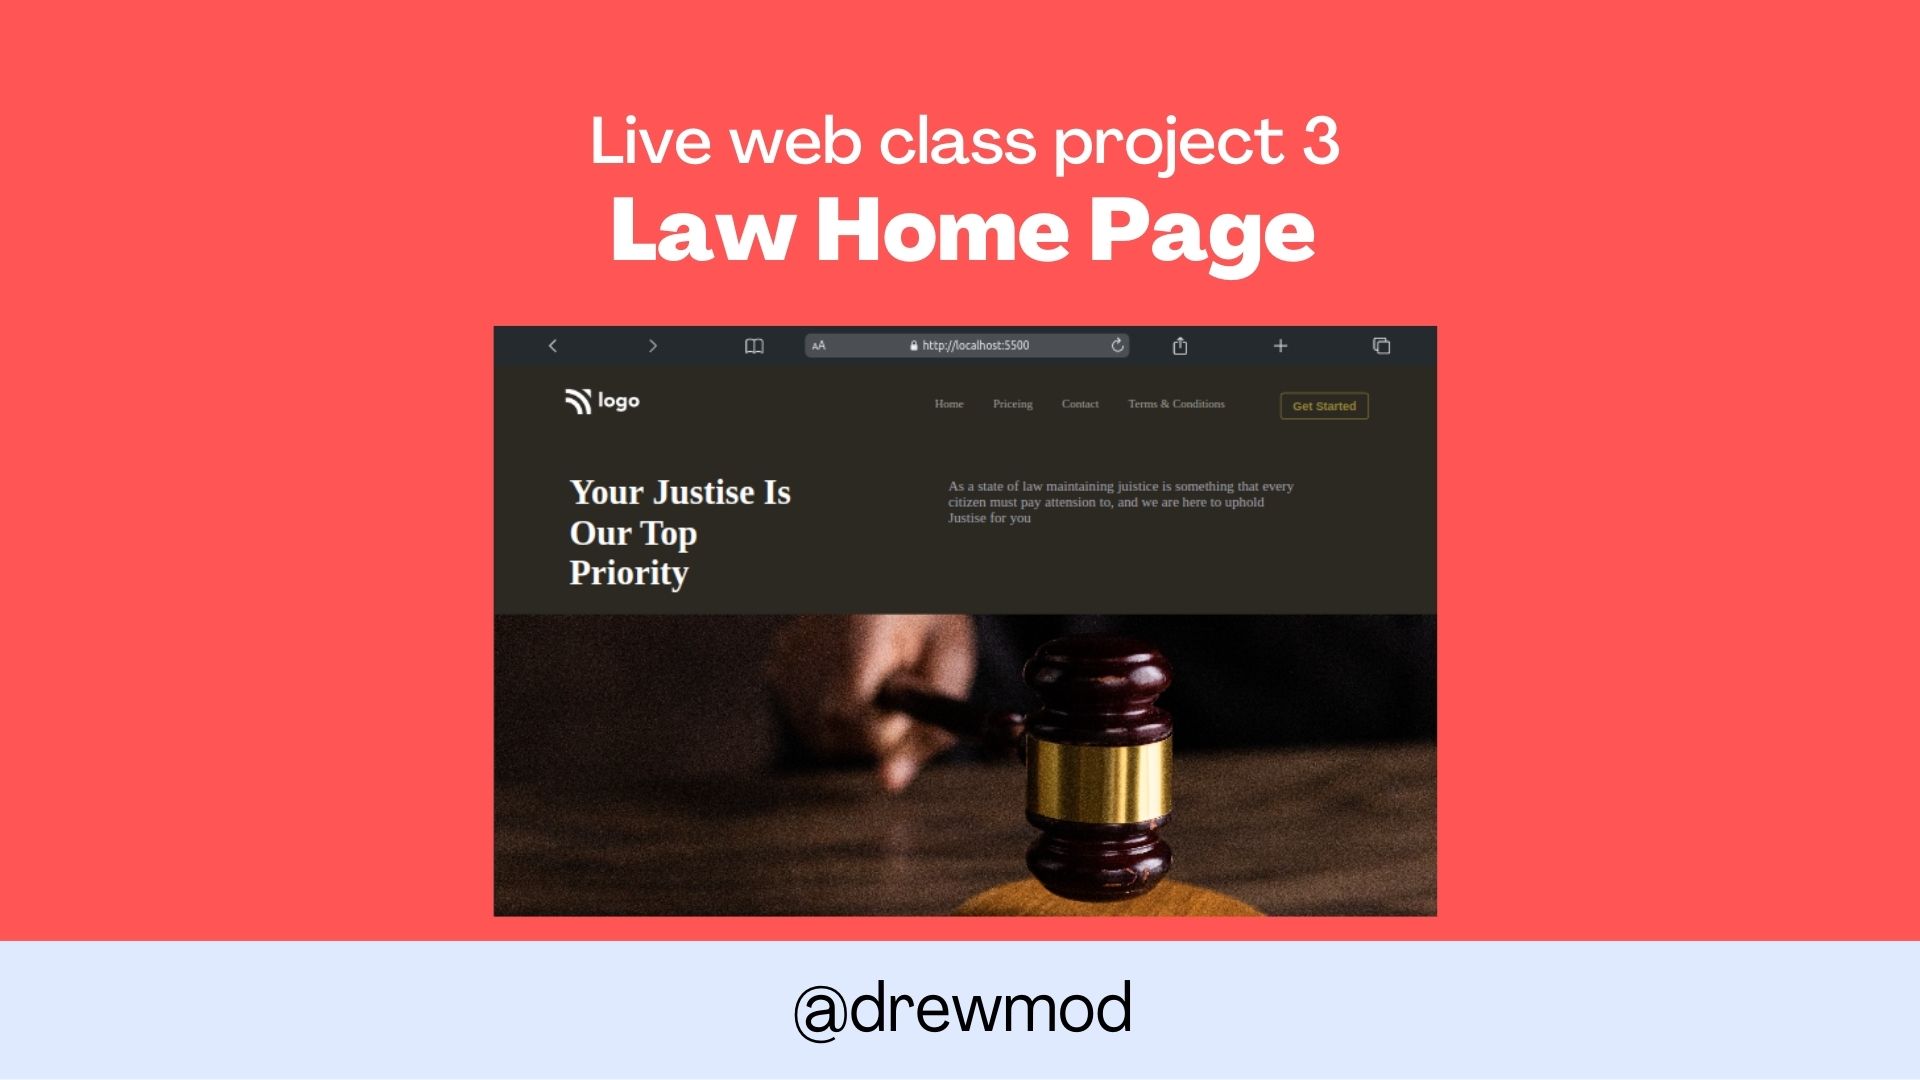 Live web class project 3
Law Home Page
AA http://localhost:5500
logo Home Priceing Contact Terms & Conditions Get Started
Your Justise Is
Our Top
Priority
As a state of law maintaining juistice is something that every
citizen must pay attension to, and we are here to uphold
Justise for you
@drewmod